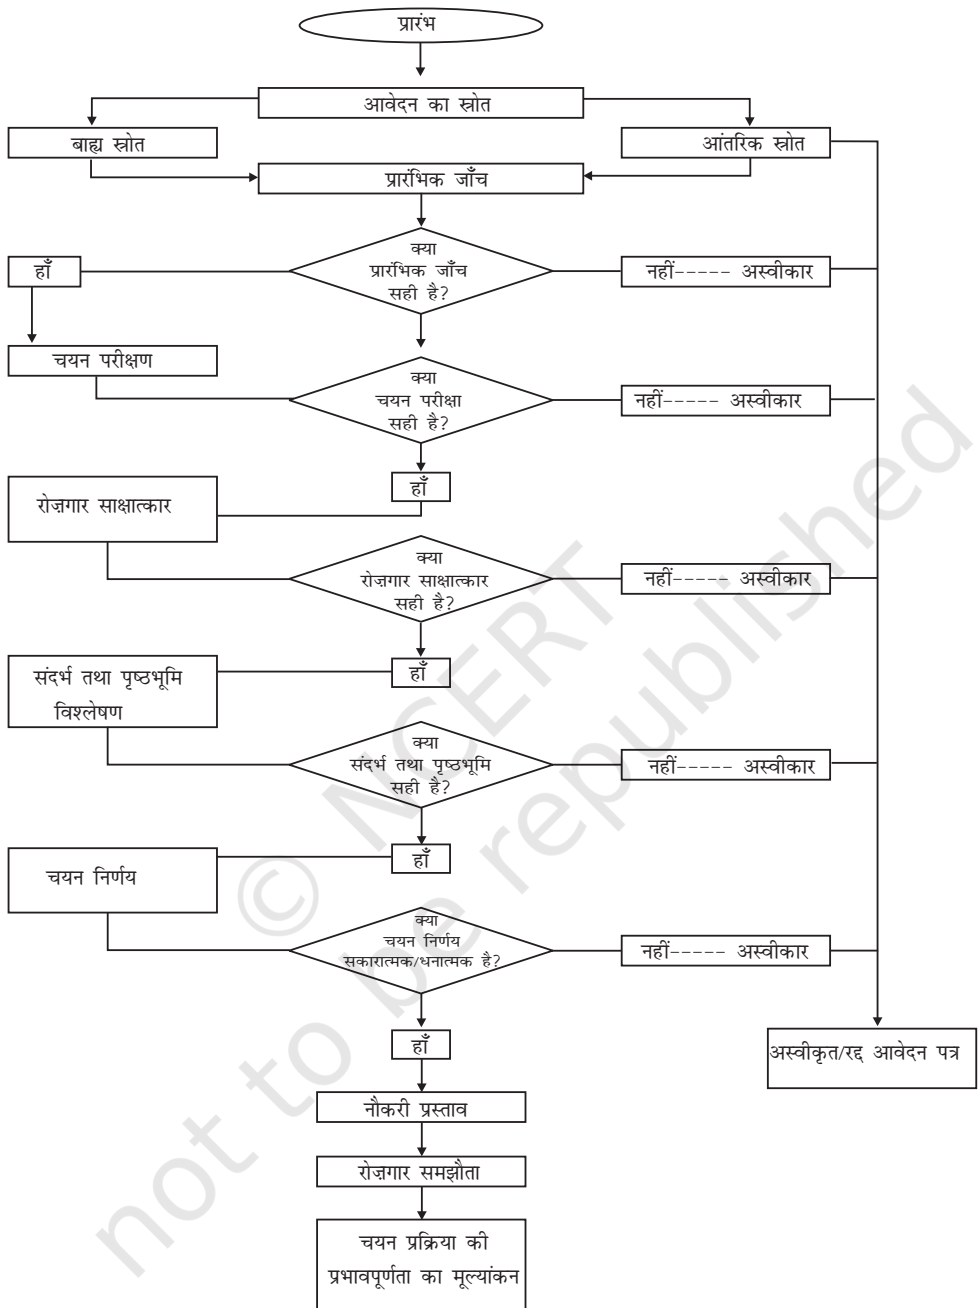 प्रारंभ
आवेदन का स्रोत
बाह्य स्रोत
आंतरिक स्रोत
प्रारंभिक जाँच
क्या
प्रारंभिक जाँच
सही है?
हाँ
नहीं----- अस्वीकार
चयन परीक्षण
क्या
चयन परीक्षा
सही है?
नहीं----- अस्वीकार
हाँ
रोज़गार साक्षात्कार
क्या
रोज़गार साक्षात्कार
सही है?
नहीं----- अस्वीकार
हाँ
संदर्भ तथा पृष्ठभूमि
विश्लेषण
क्या
संदर्भ तथा पृष्ठभूमि
सही है?
नहीं----- अस्वीकार
हाँ
चयन निर्णय
क्या
चयन निर्णय
सकारात्मक/धनात्मक है?
नहीं----- अस्वीकार
हाँ
अस्वीकृत/रद्द आवेदन पत्र
नौकरी प्रस्ताव
रोज़गार समझौता
चयन प्रक्रिया की
प्रभावपूर्णता का मूल्यांकन
© NCERT
not to be republished